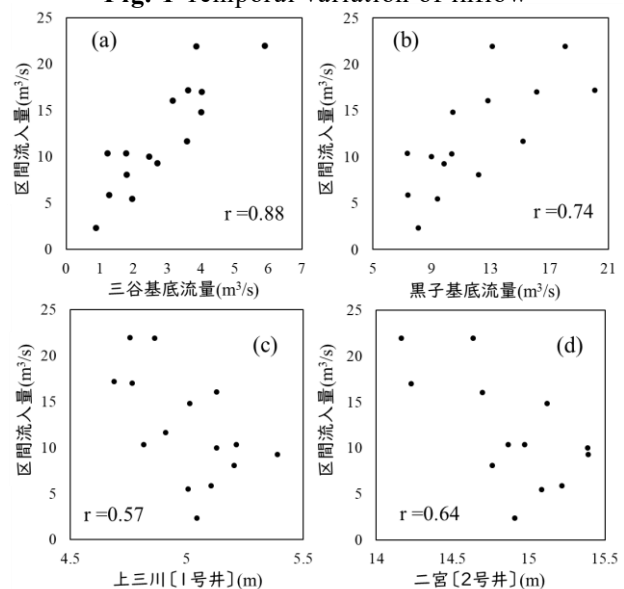 Fig. 1 Temporal variation of inflow
(a)
区間流入量(m³/s)
25
20
15
10
5
0
r =0.88
0 1 2 3 4 5 6 7
三谷基底流量(m³/s)
(b)
区間流入量(m³/s)
25
20
15
10
5
0
r =0.74
5 9 13 17 21
黒子基底流量(m³/s)
(c)
区間流入量(m³/s)
25
20
15
10
5
0
r =0.57
4.5 5 5.5
上三川[1号井](m)
(d)
区間流入量(m³/s)
25
20
15
10
5
0
r =0.64
14 14.5 15 15.5
二宮[2号井](m)